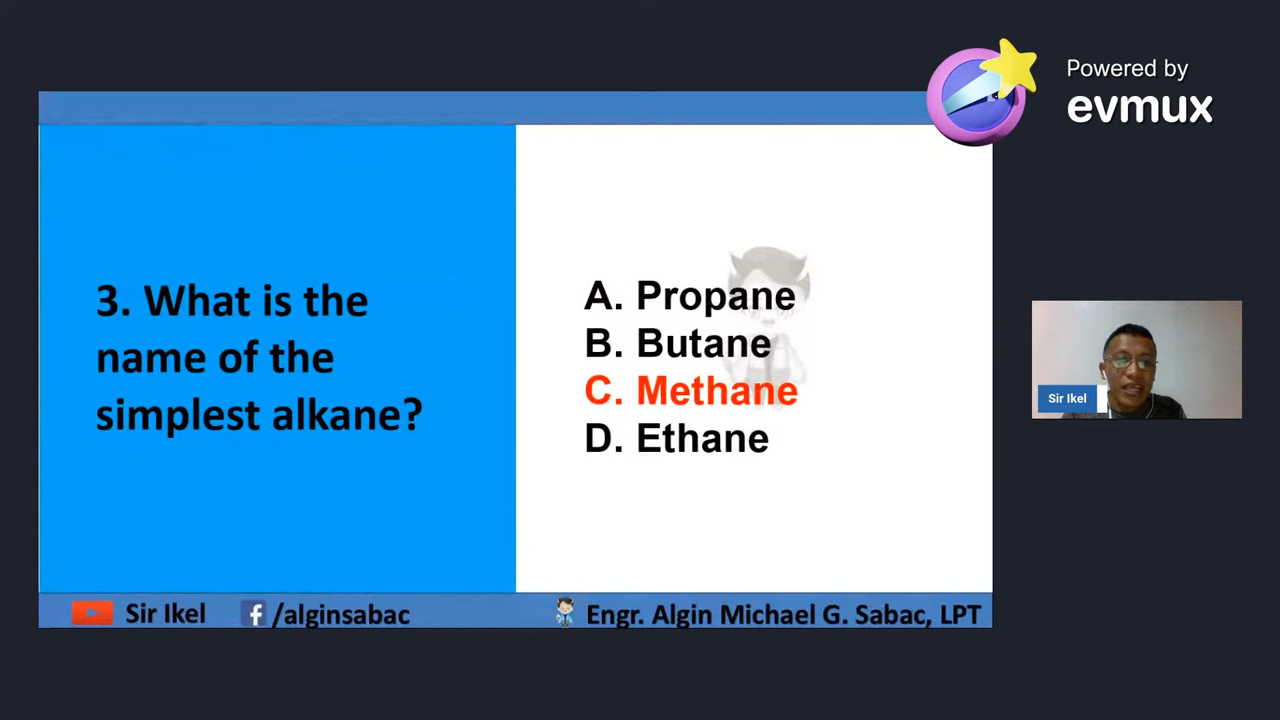 Powered by
evmux
3. What is the
name of the
simplest alkane?
A. Propane
B. Butane
C. Methane
D. Ethane
Sir Ikel
Sir Ikel
/alginsabac
Engr. Algin Michael G. Sabac, LPT